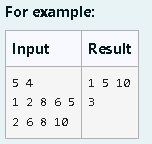 For example:
Input Result
5 4 1 5 10
1 2 8 6 5 3
2 6 8 10